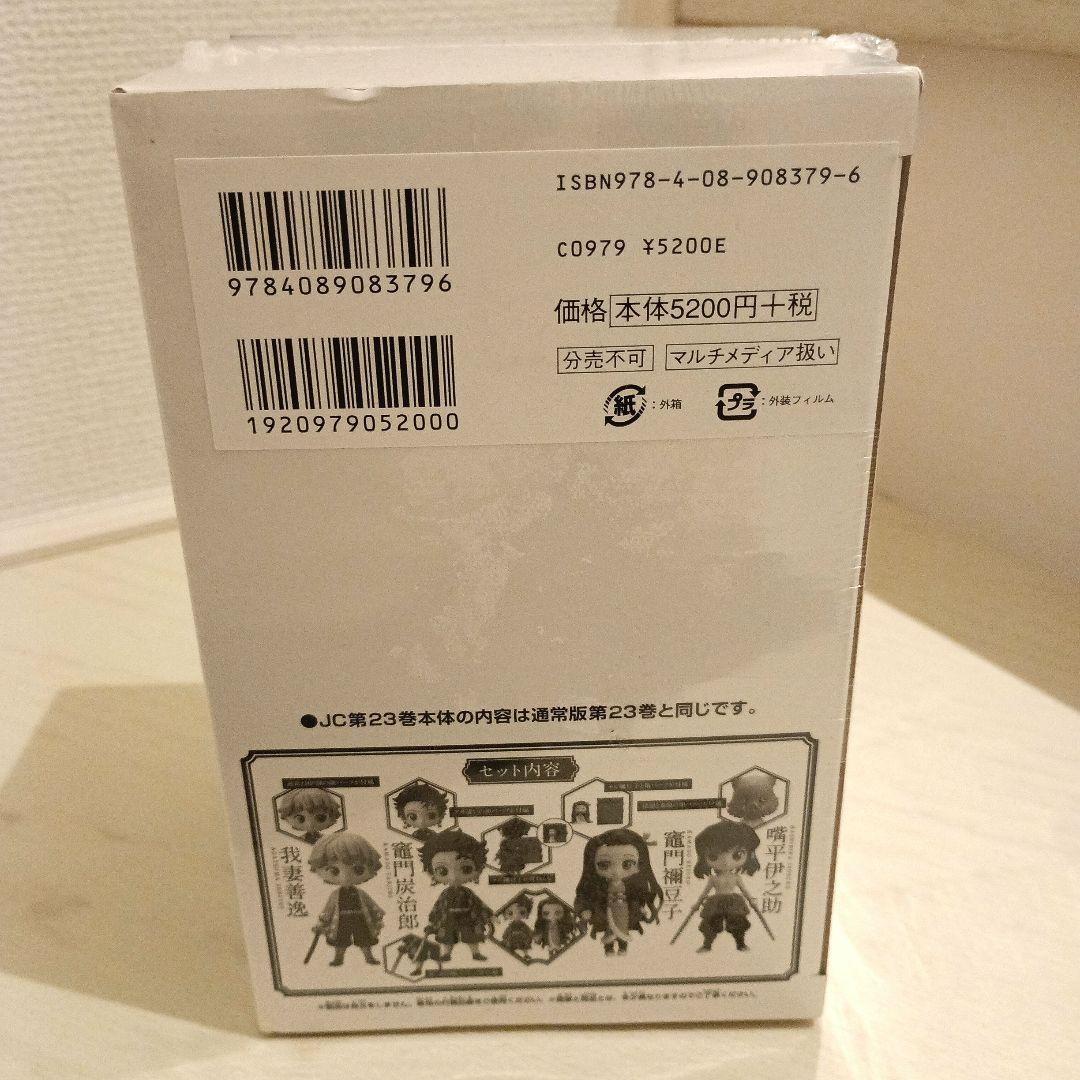 ISBN978-4-08-908379-6
9784089083796
C0979 ¥5200E
価格 本体5200円+税
分売不可 マルチメディア扱い
1920979052000
紙：外箱 プラ：外装フィルム
●JC第23巻本体の内容は通常版第23巻と同じです。
セット内容
我妻善逸
竈門炭治郎
竈門禰豆子
嘴平伊之助